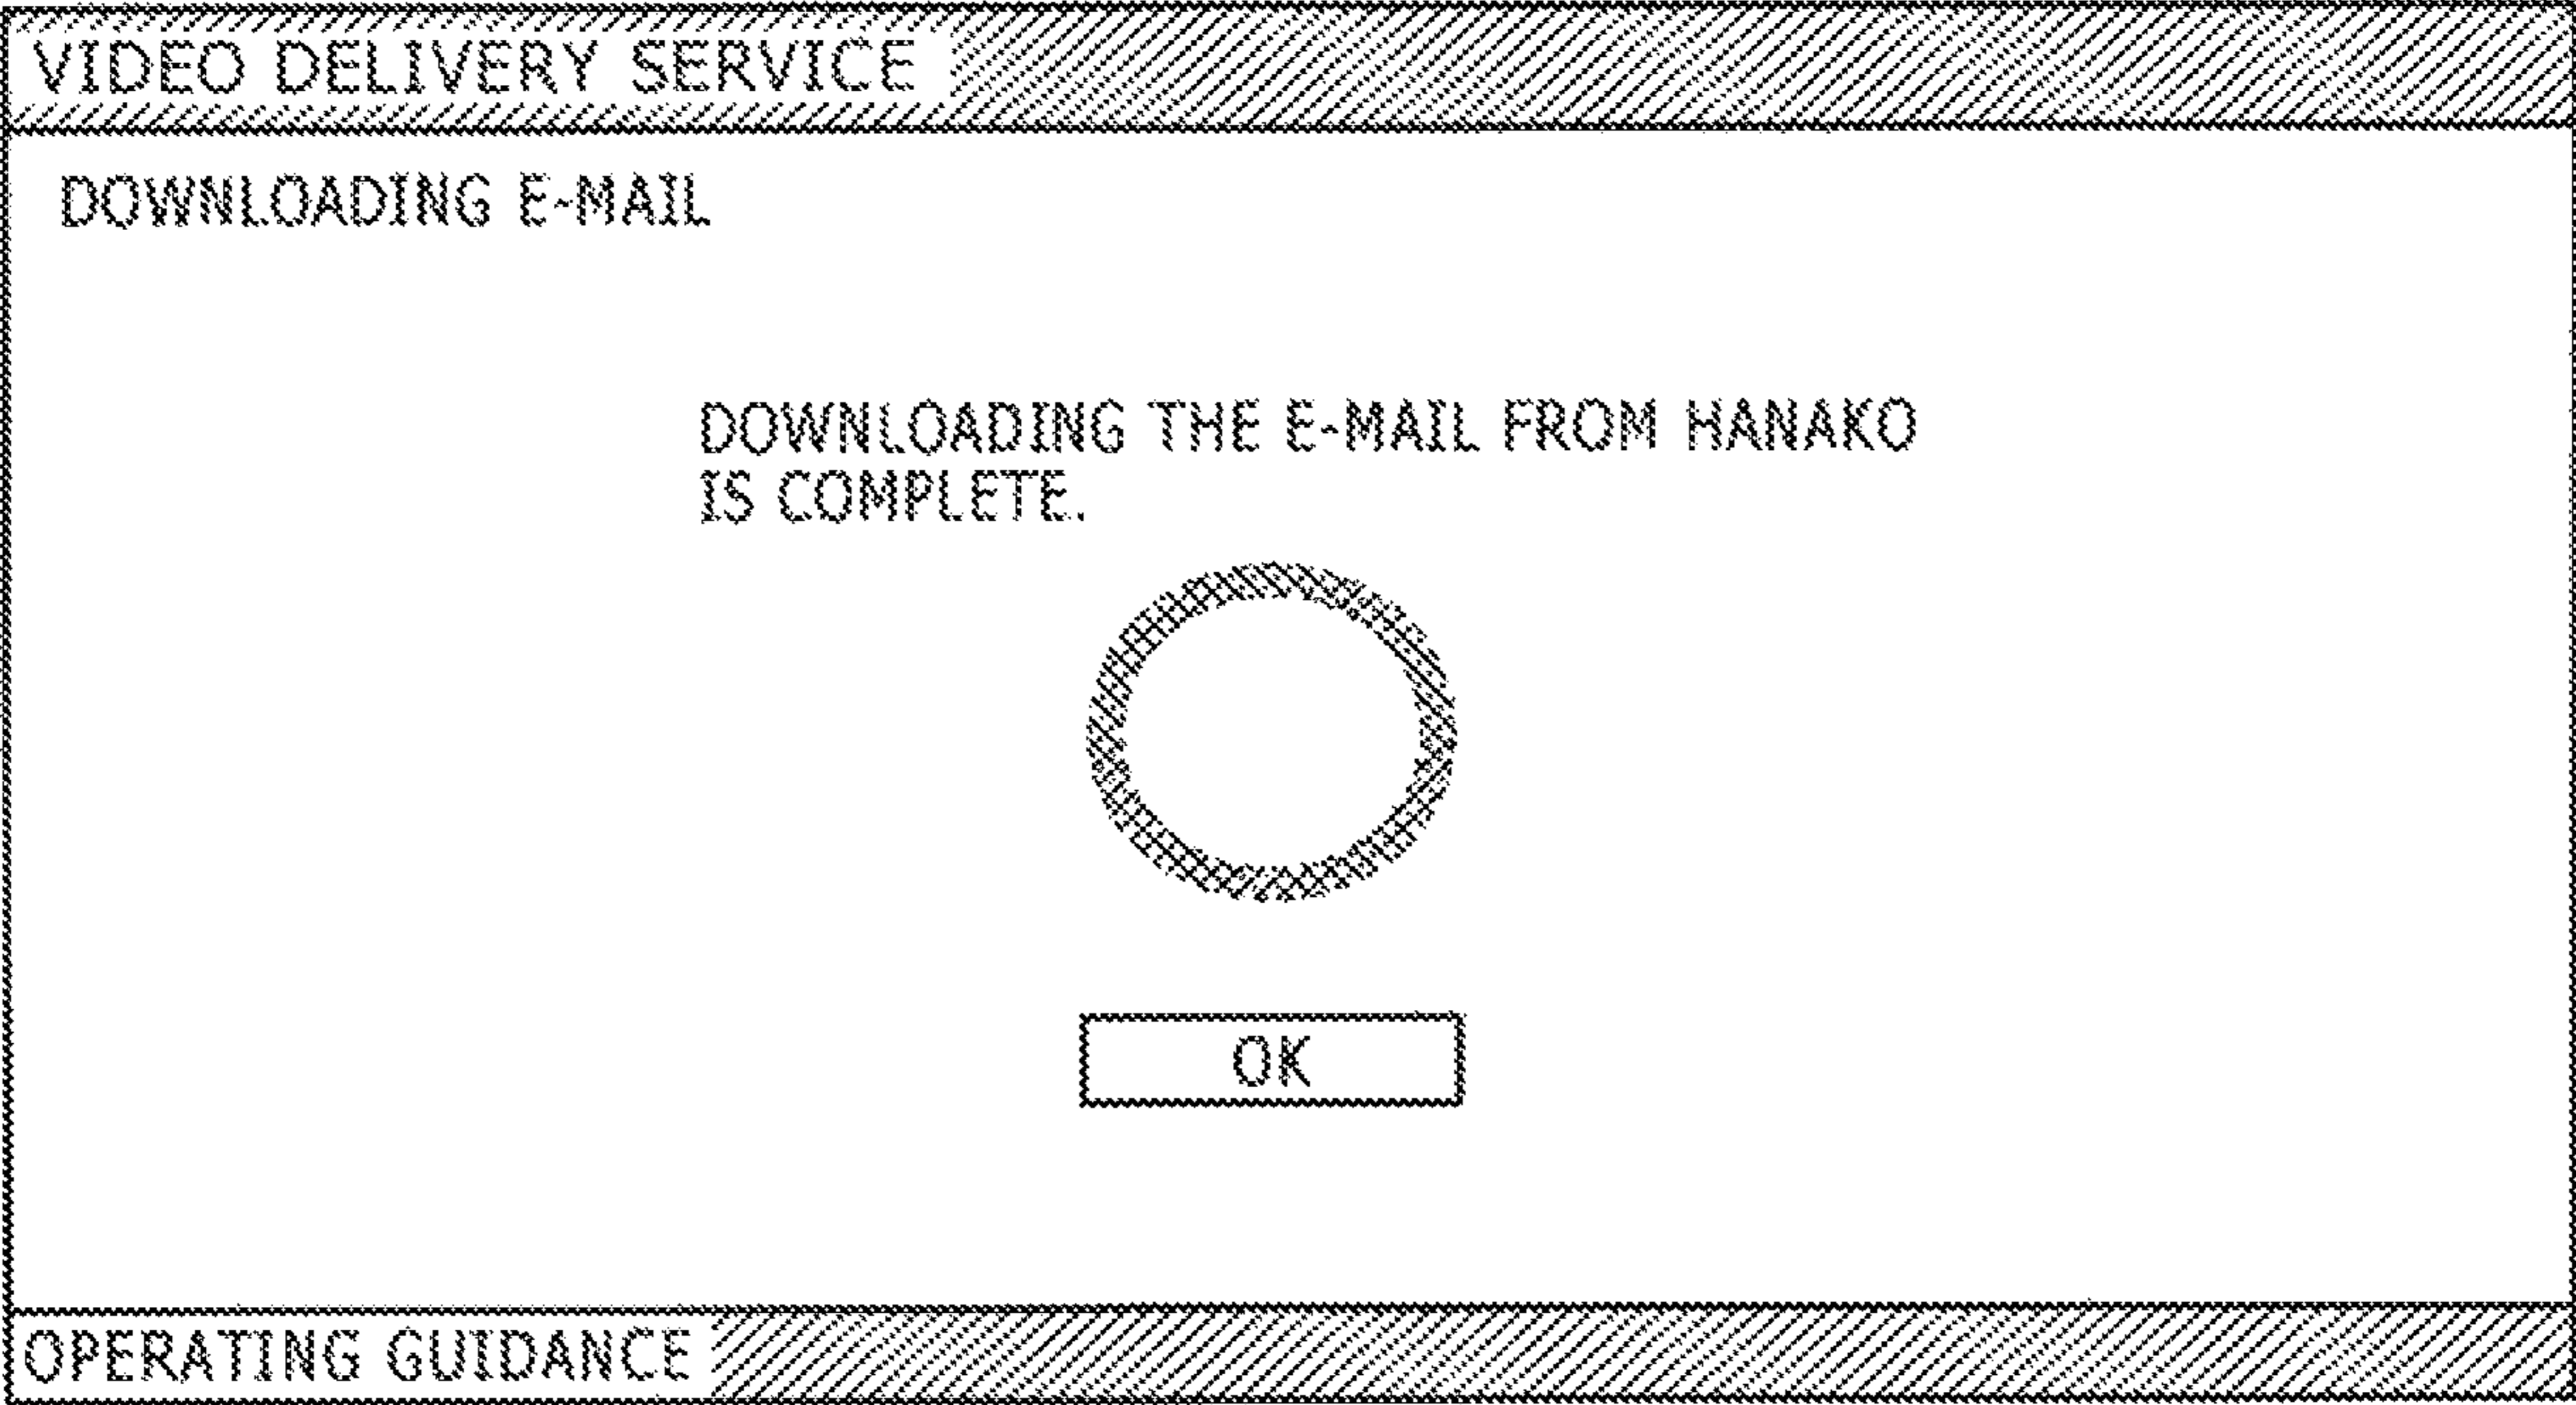 VIDEO DELIVERY SERVICE
DOWNLOADING E-MAIL
DOWNLOADING THE E-MAIL FROM HANAKO
IS COMPLETE.
OK
OPERATING GUIDANCE